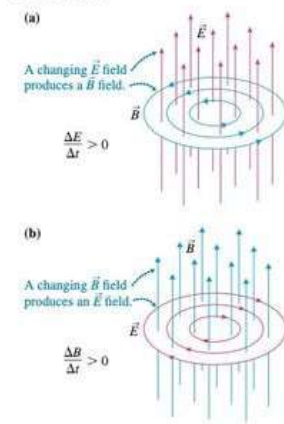 (a)
E⃗
A changing E⃗ field
produces a B⃗ field.
B⃗
ΔE/Δt > 0
(b)
B⃗
A changing B⃗ field
produces an E⃗ field.
E⃗
ΔB/Δt > 0